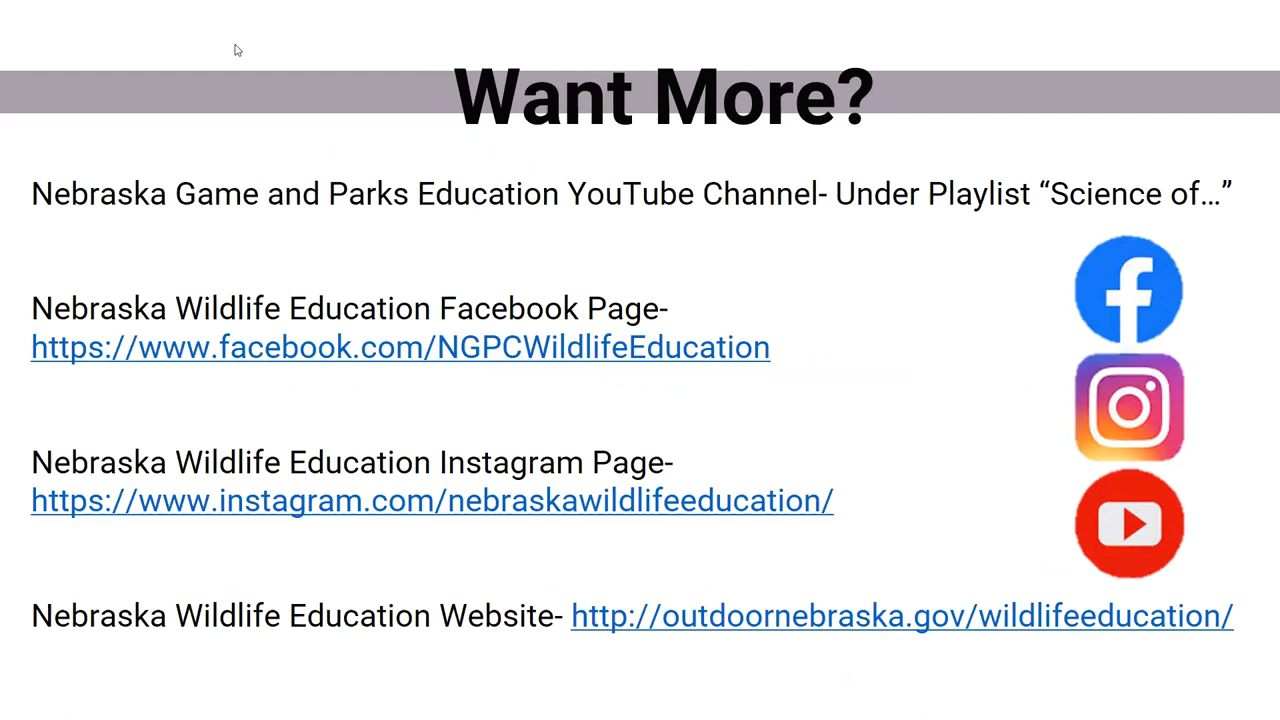 Want More?
Nebraska Game and Parks Education YouTube Channel- Under Playlist “Science of…”
Nebraska Wildlife Education Facebook Page-
https://www.facebook.com/NGPCWildlifeEducation
Nebraska Wildlife Education Instagram Page-
https://www.instagram.com/nebraskawildlifeeducation/
Nebraska Wildlife Education Website- http://outdoornebraska.gov/wildlifeeducation/